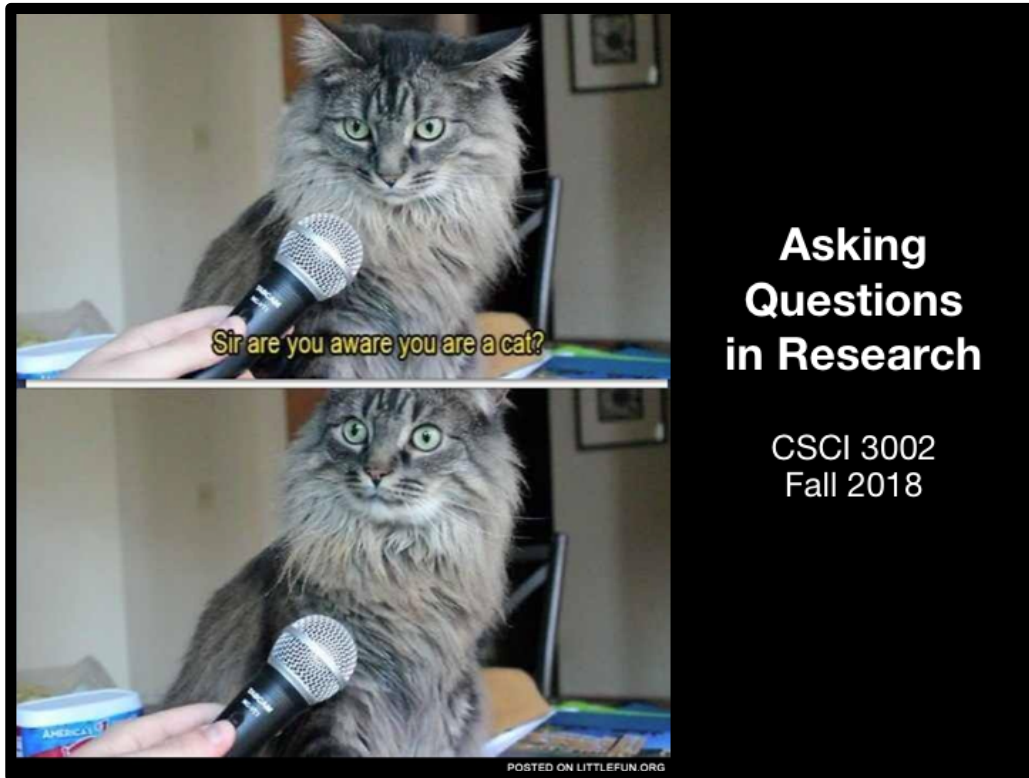 Sir are you aware you are a cat?
Asking
Questions
in Research
CSCI 3002
Fall 2018
AMERICA
POSTED ON LITTLEFUN.ORG